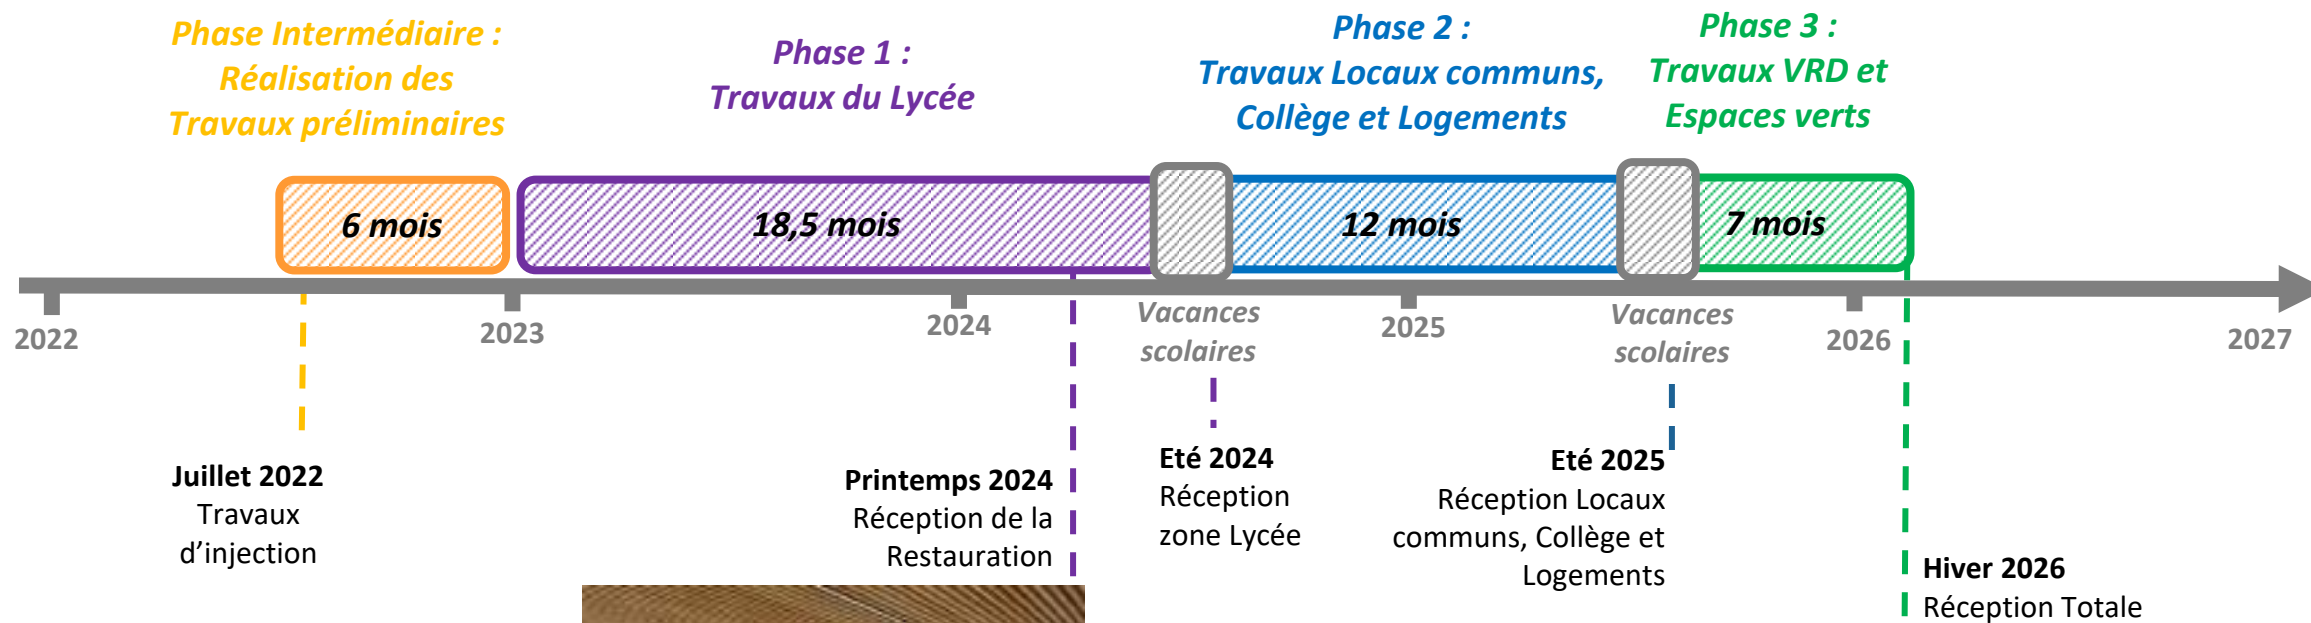 Phase Intermédiaire :
Réalisation des
Travaux préliminaires
Phase 1 :
Travaux du Lycée
Phase 2 :
Travaux Locaux communs,
Collège et Logements
Phase 3 :
Travaux VRD et
Espaces verts
6 mois
18,5 mois
12 mois
7 mois
2022
2023
2024
Vacances
scolaires
2025
Vacances
scolaires
2026
2027
Juillet 2022
Travaux
d’injection
Printemps 2024
Réception de la
Restauration
Eté 2024
Réception
zone Lycée
Eté 2025
Réception Locaux
communs, Collège et
Logements
Hiver 2026
Réception Totale